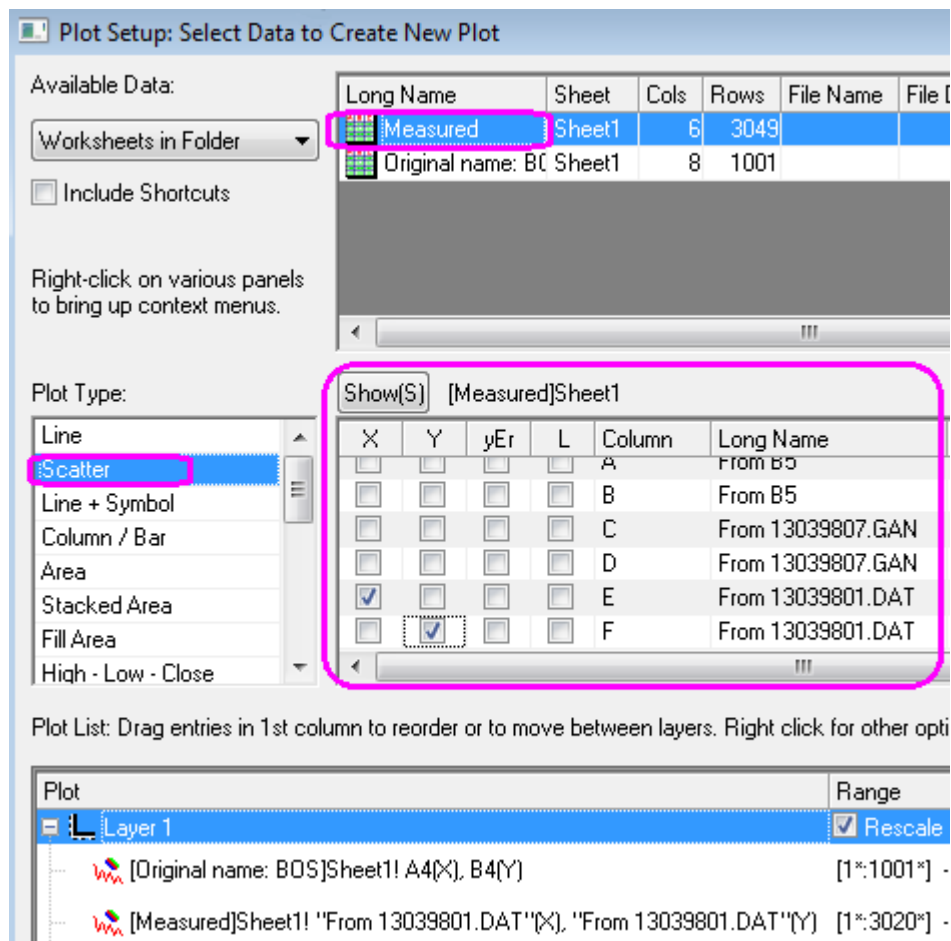 Plot Setup: Select Data to Create New Plot
Available Data:
Worksheets in Folder
Include Shortcuts
Right-click on various panels
to bring up context menus.
Long Name Sheet Cols Rows File Name File D
Measured Sheet1 6 3049
Original name: BO Sheet1 8 1001
Plot Type:
Line
Scatter
Line + Symbol
Column / Bar
Area
Stacked Area
Fill Area
High - Low - Close
Show(S) [Measured]Sheet1
X Y yEr L Column Long Name
A From B5
B From B5
C From 13039807.GAN
D From 13039807.GAN
E From 13039801.DAT
F From 13039801.DAT
Plot List: Drag entries in 1st column to reorder or to move between layers. Right click for other opti
Plot Range
Layer 1 Rescale
[Original name: BOS]Sheet1! A4(X), B4(Y) [1*:1001*] -
[Measured]Sheet1! "From 13039801.DAT"(X), "From 13039801.DAT"(Y) [1*:3020*] -